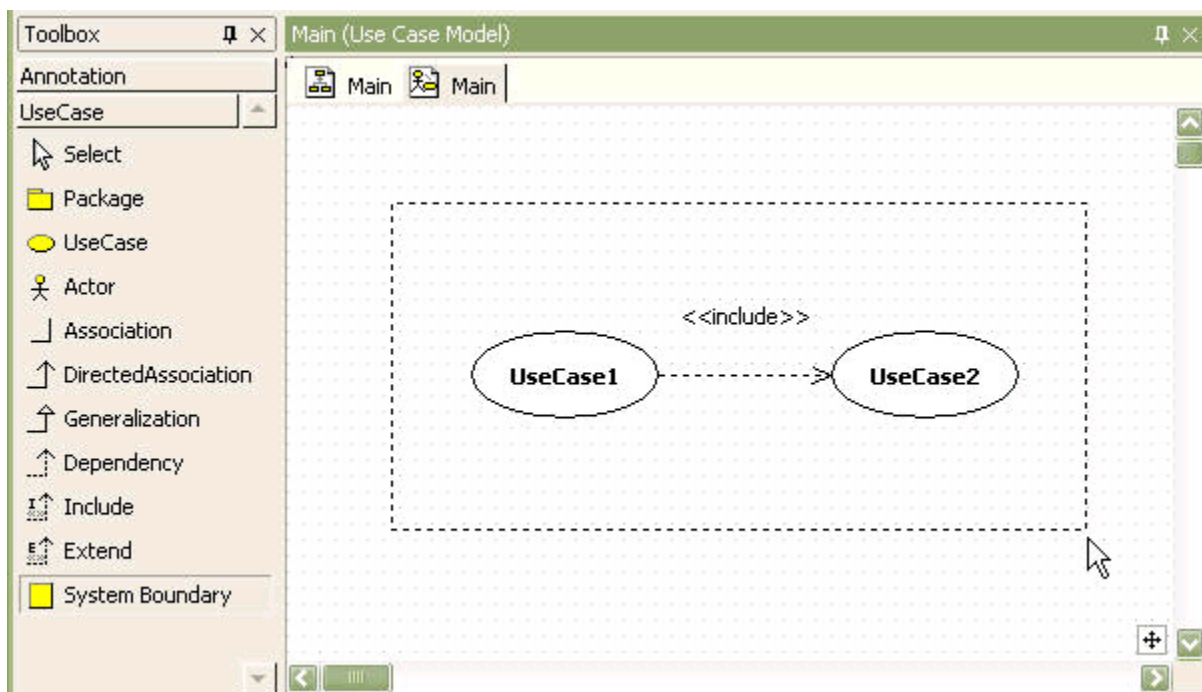 Toolbox
Annotation
UseCase
Select
Package
UseCase
Actor
Association
DirectedAssociation
Generalization
Dependency
Include
Extend
System Boundary
Main (Use Case Model)
Main Main
<<include>>
UseCase1 UseCase2